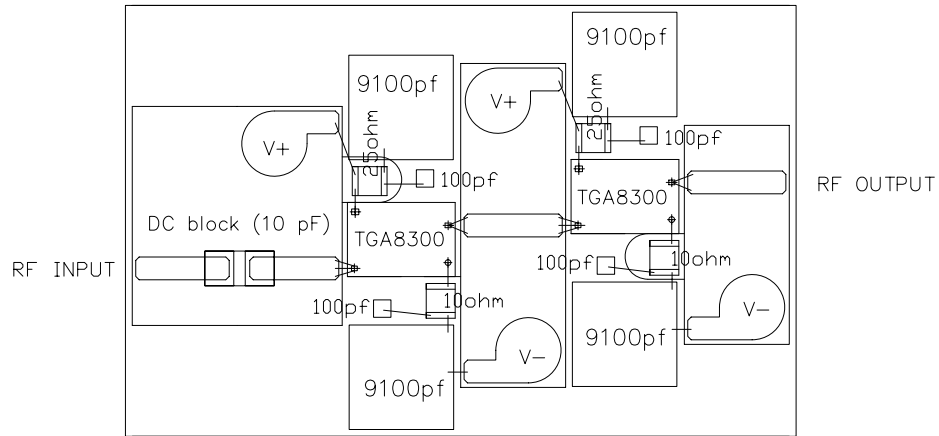 9100pf
9100pf
V+
25ohm
V+
25ohm
100pf
100pf
RF OUTPUT
TGA8300
DC block (10 pF)
TGA8300
RF INPUT
100pf
10ohm
100pf
10ohm
V-
9100pf
V-
9100pf